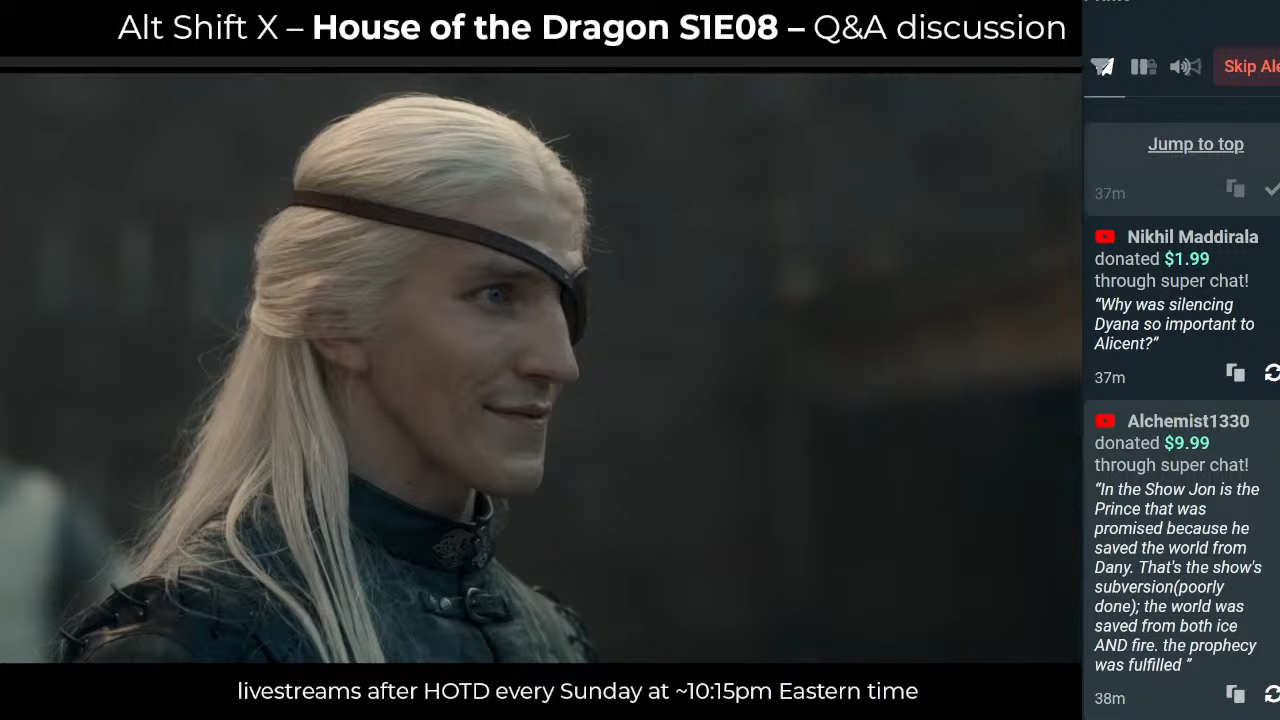 Alt Shift X – House of the Dragon S1E08 – Q&A discussion
Skip Ale
Jump to top
37m
Nikhil Maddirala
donated $1.99
through super chat!
“Why was silencing
Dyana so important to
Alicent?”
37m
Alchemist1330
donated $9.99
through super chat!
“In the Show Jon is the
Prince that was
promised because he
saved the world from
Dany. That's the show's
subversion(poorly
done); the world was
saved from both ice
AND fire. the prophecy
was fulfilled ”
38m
livestreams after HOTD every Sunday at ~10:15pm Eastern time